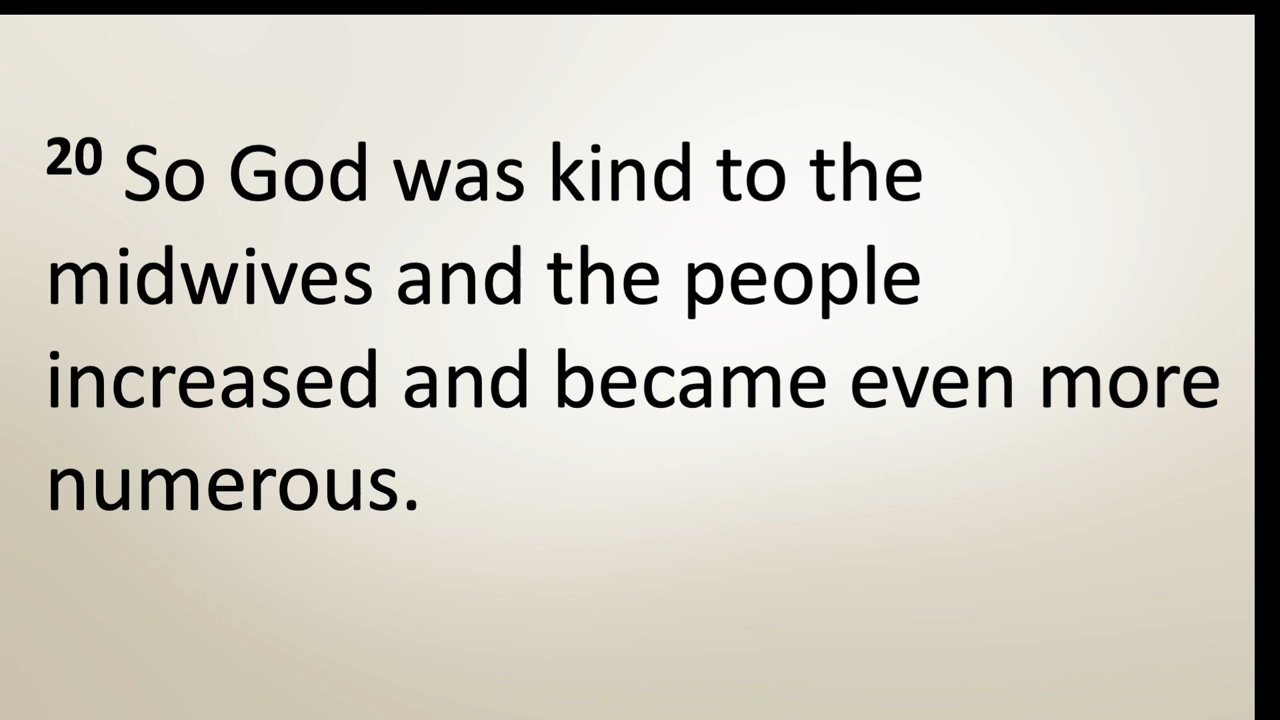 20 So God was kind to the
midwives and the people
increased and became even more
numerous.